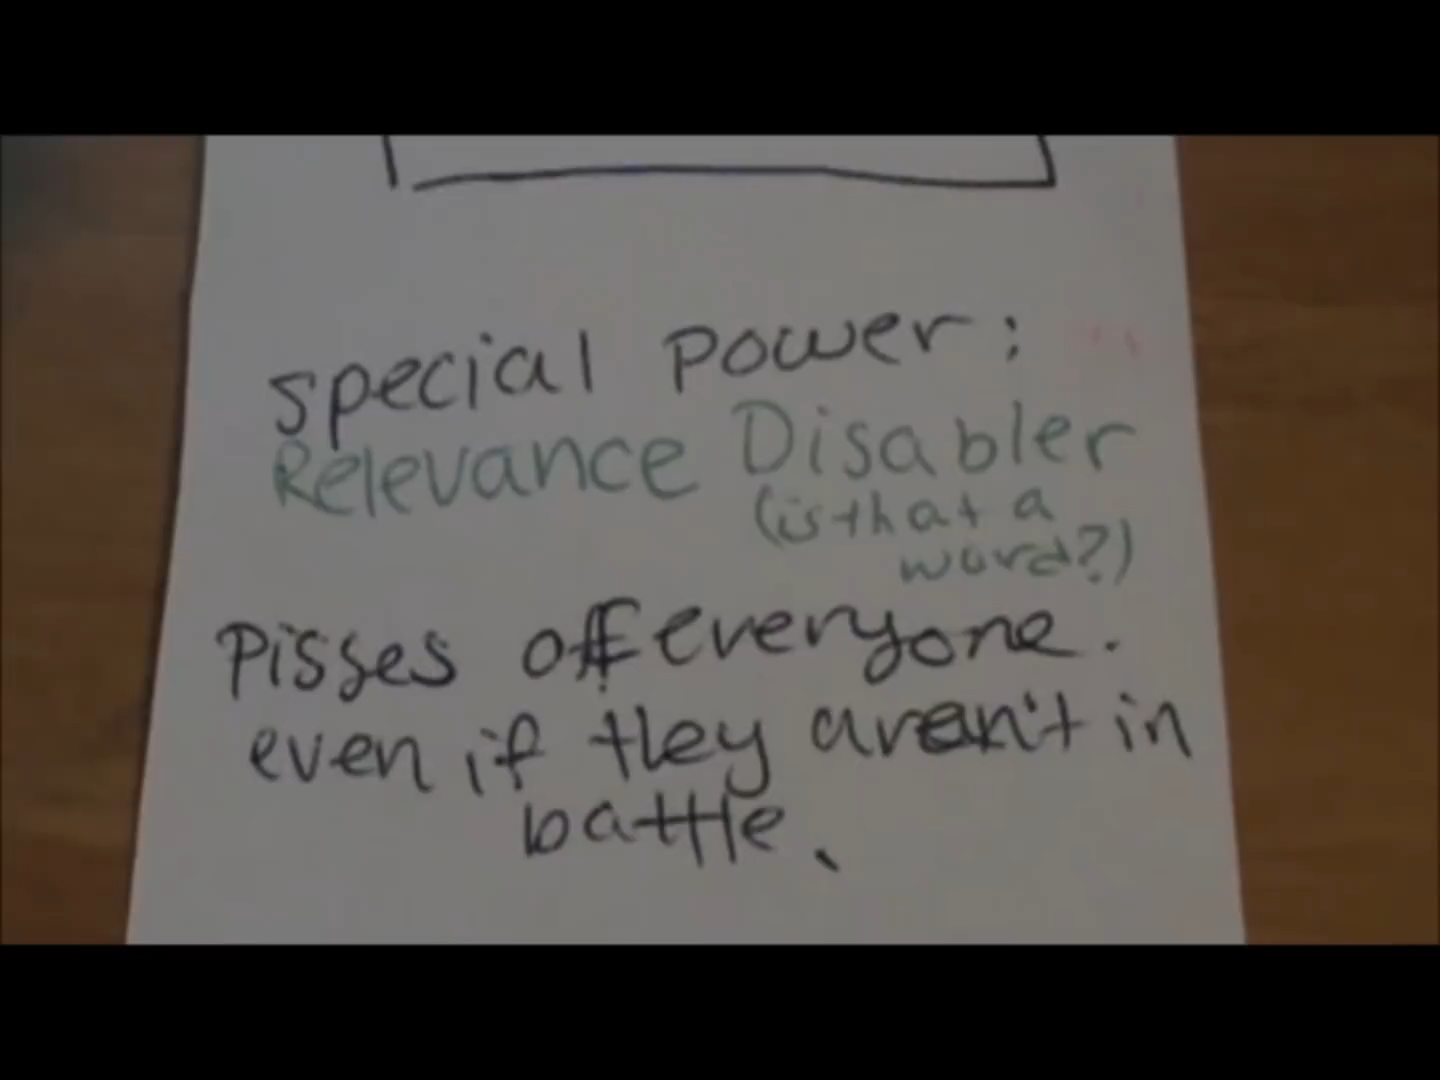 special power:
Relevance Disabler
(is that a
word?)
Pisses off everyone.
even if they aren't in
battle.